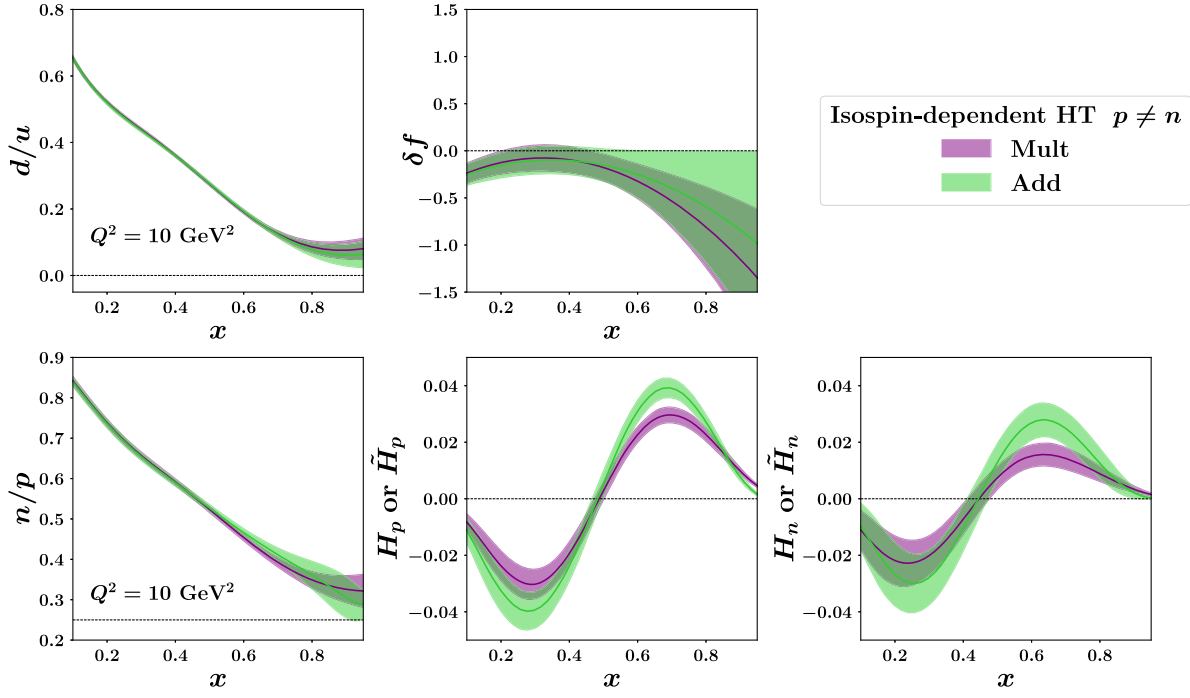 0.8
0.6
0.4
0.2
0.0
d/u
Q² = 10 GeV²
0.2 0.4 0.6 0.8
x
1.5
1.0
0.5
0.0
−0.5
−1.0
−1.5
δf
0.2 0.4 0.6 0.8
x
Isospin-dependent HT p ≠ n
Mult
Add
0.9
0.8
0.7
0.6
0.5
0.4
0.3
0.2
n/p
Q² = 10 GeV²
0.2 0.4 0.6 0.8
x
0.04
0.02
0.00
−0.02
−0.04
H_p or H̃_p
0.2 0.4 0.6 0.8
x
0.04
0.02
0.00
−0.02
−0.04
H_n or H̃_n
0.2 0.4 0.6 0.8
x